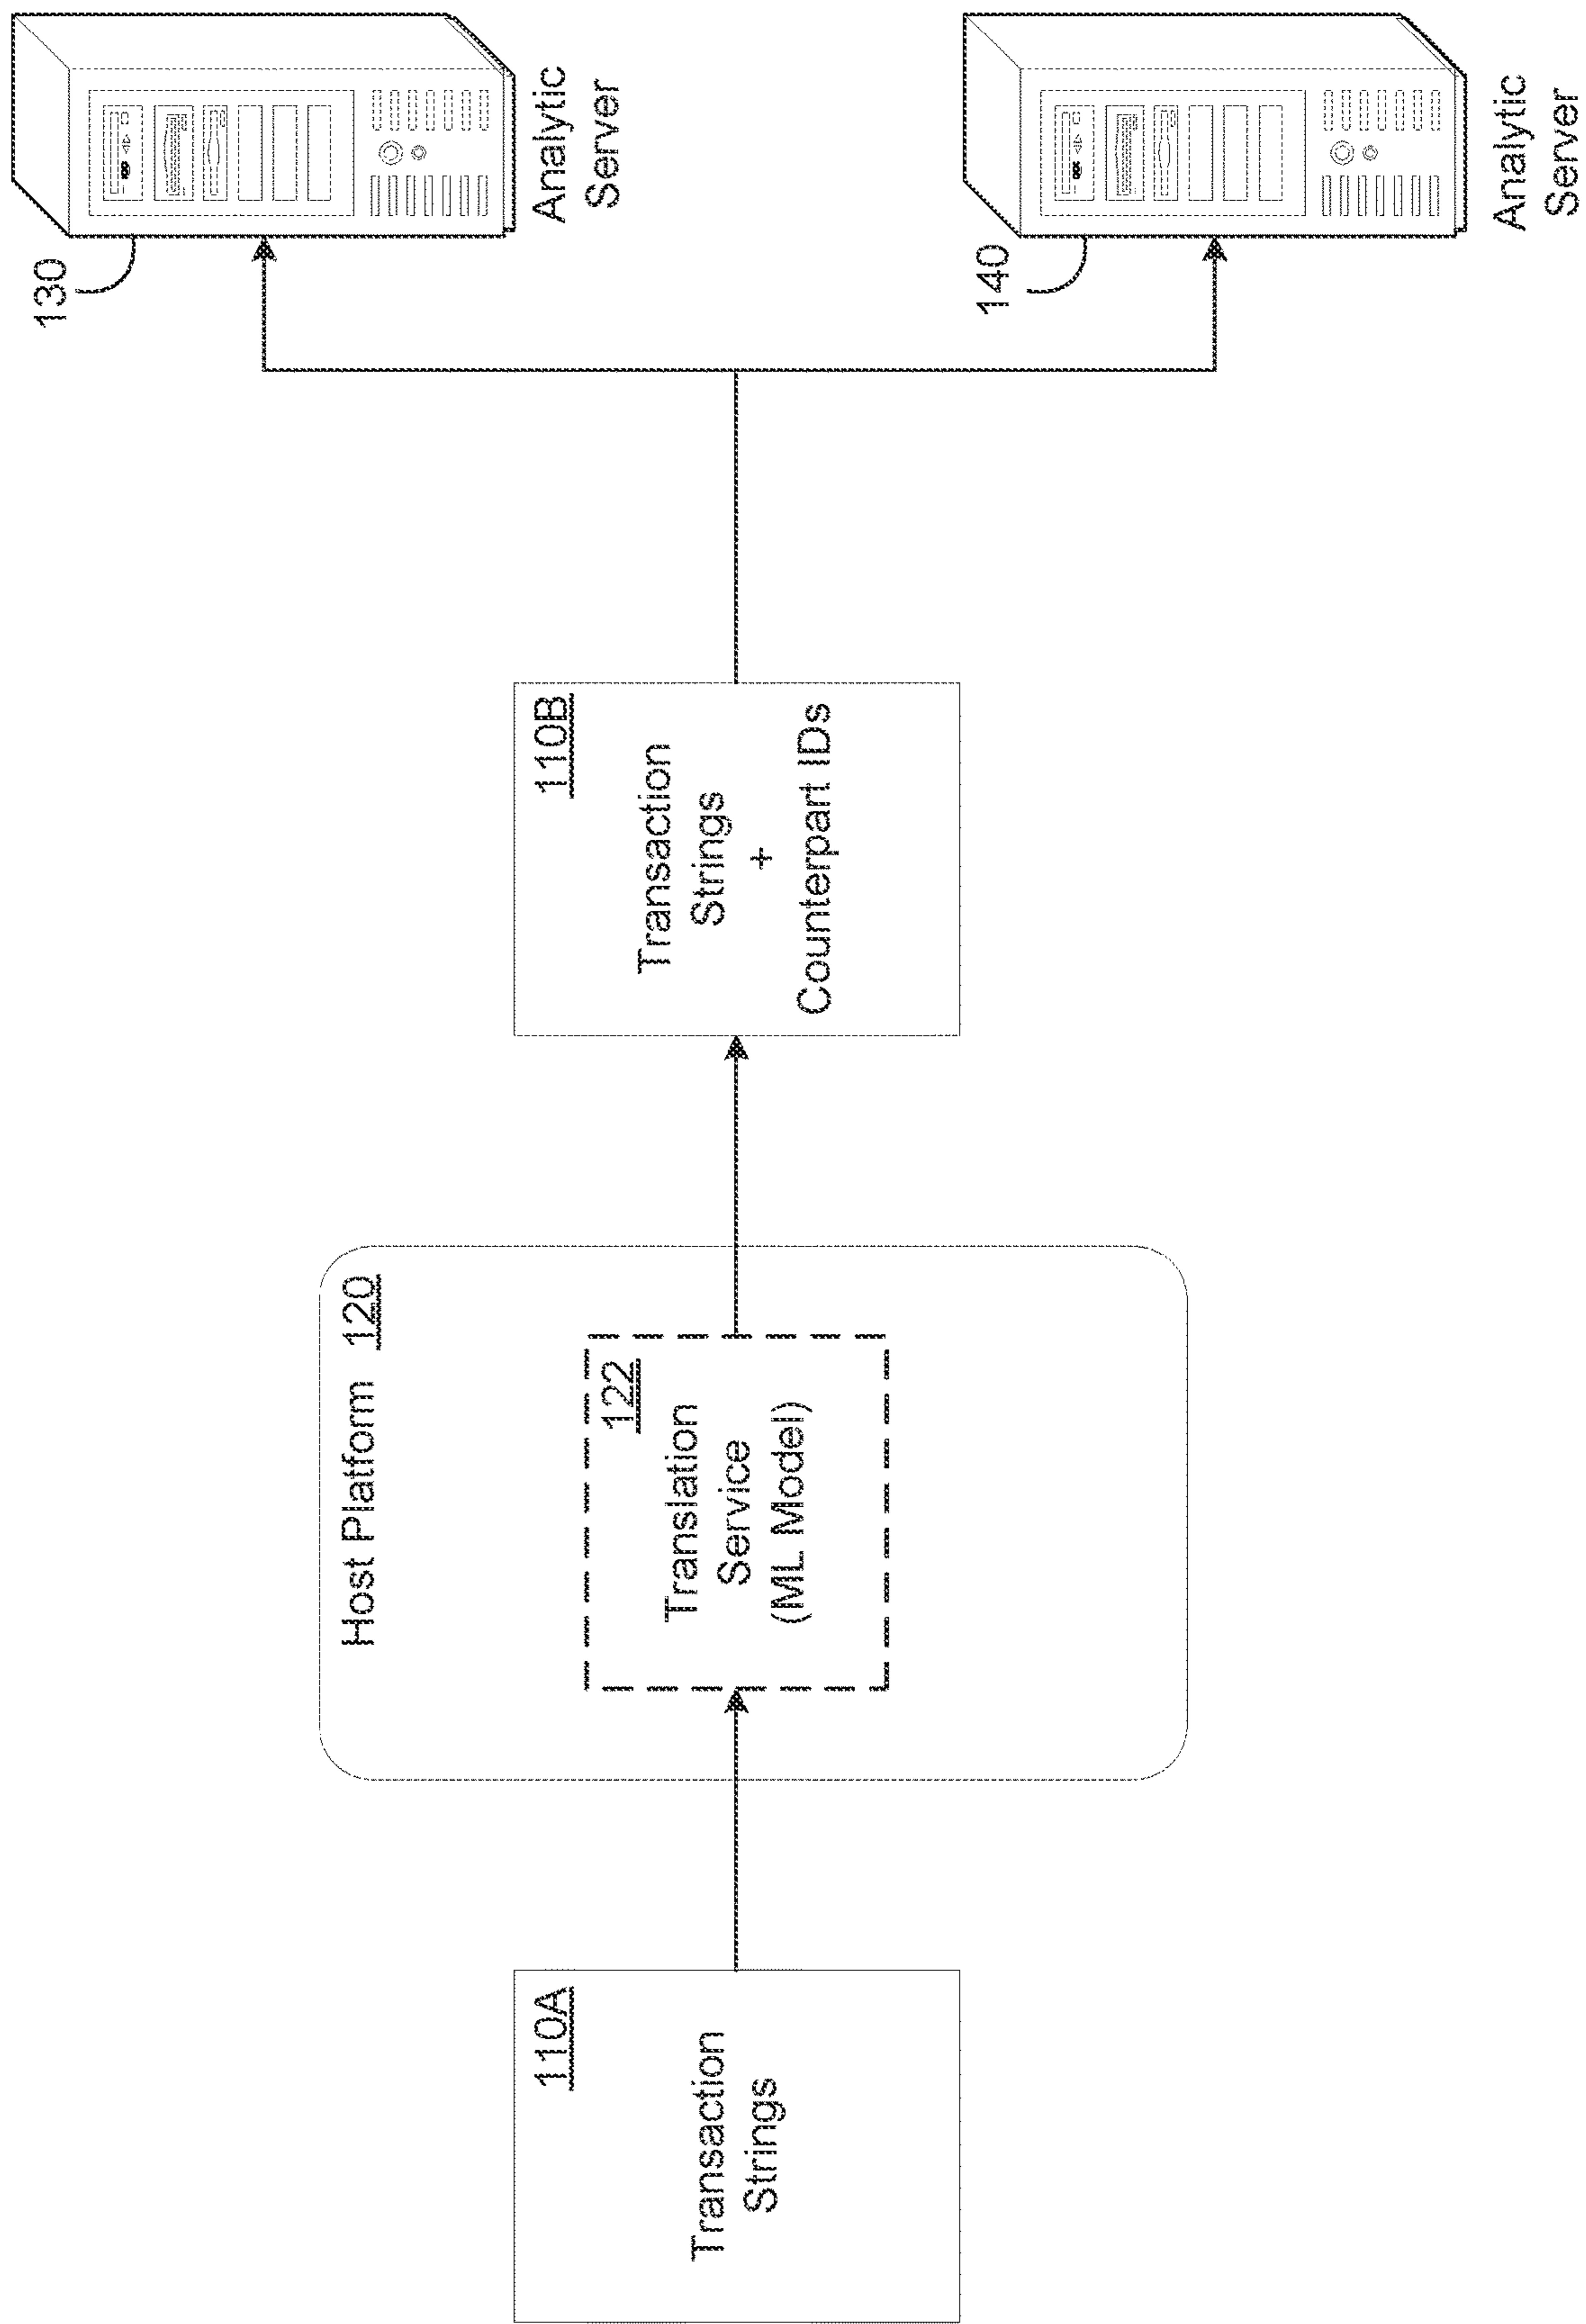 110A
Transaction
Strings
Host Platform 120
122
Translation
Service
(ML Model)
110B
Transaction
Strings
+
Counterpart IDs
130
Analytic
Server
140
Analytic
Server